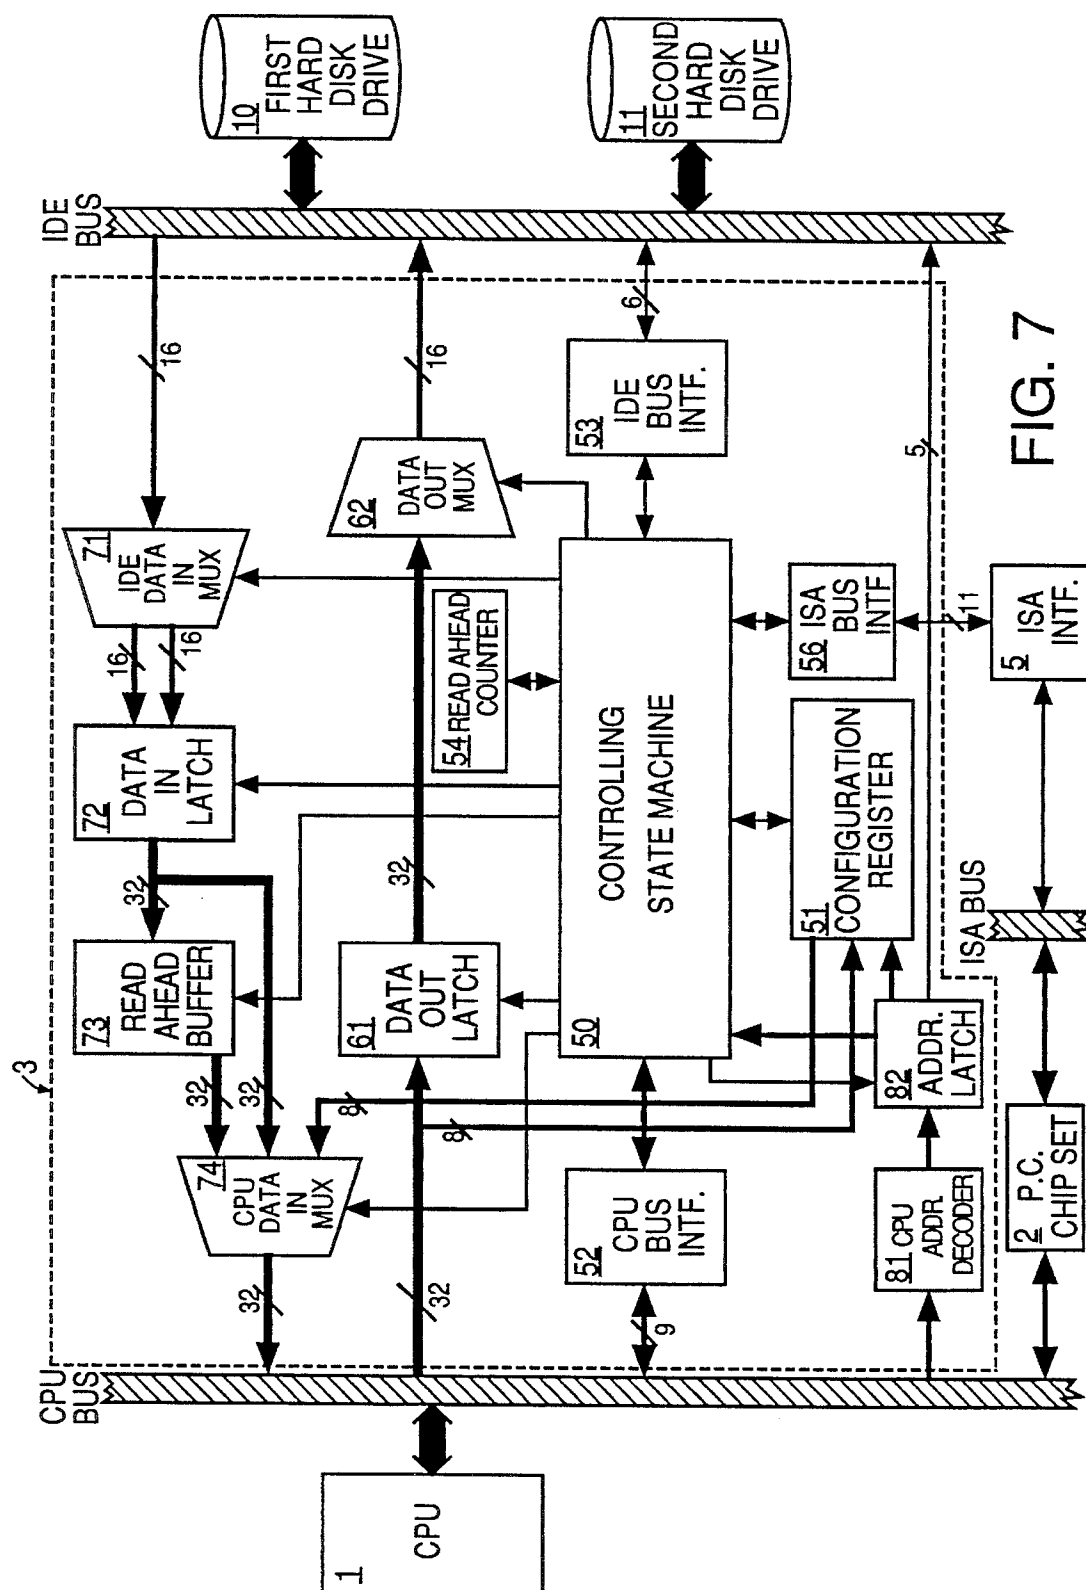 3
CPU
BUS
IDE
BUS
1
CPU
10
FIRST
HARD
DISK
DRIVE
11
SECOND
HARD
DISK
DRIVE
74
CPU
DATA
IN
MUX
32
32
32
8
73
READ
AHEAD
BUFFER
32
72
DATA
IN
LATCH
16
16
71
IDE DATA
IN
MUX
16
32
8
61
DATA
OUT
LATCH
32
54 READ AHEAD
COUNTER
62
DATA
OUT
MUX
16
9
52
CPU
BUS
INTF.
50
CONTROLLING
STATE MACHINE
53
IDE
BUS
INTF.
6
81 CPU
ADDR.
DECODER
82
ADDR.
LATCH
51
CONFIGURATION
REGISTER
56
ISA
BUS
INTF
5
11
2
P.C.
CHIP SET
ISA BUS
5
ISA
INTF.
FIG. 7